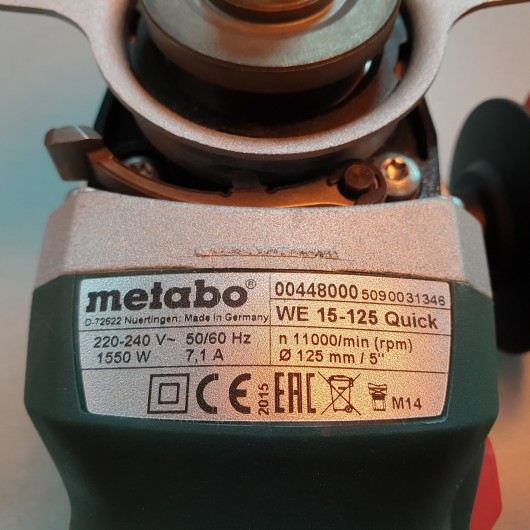 metabo®
D-72622 Nuertingen: Made in Germany
220-240 V~ 50/60 Hz
1550 W 7,1 A
00448000 5090031346
WE 15-125 Quick
n 11000/min (rpm)
Ø 125 mm / 5"
CE 2015 EAC M14